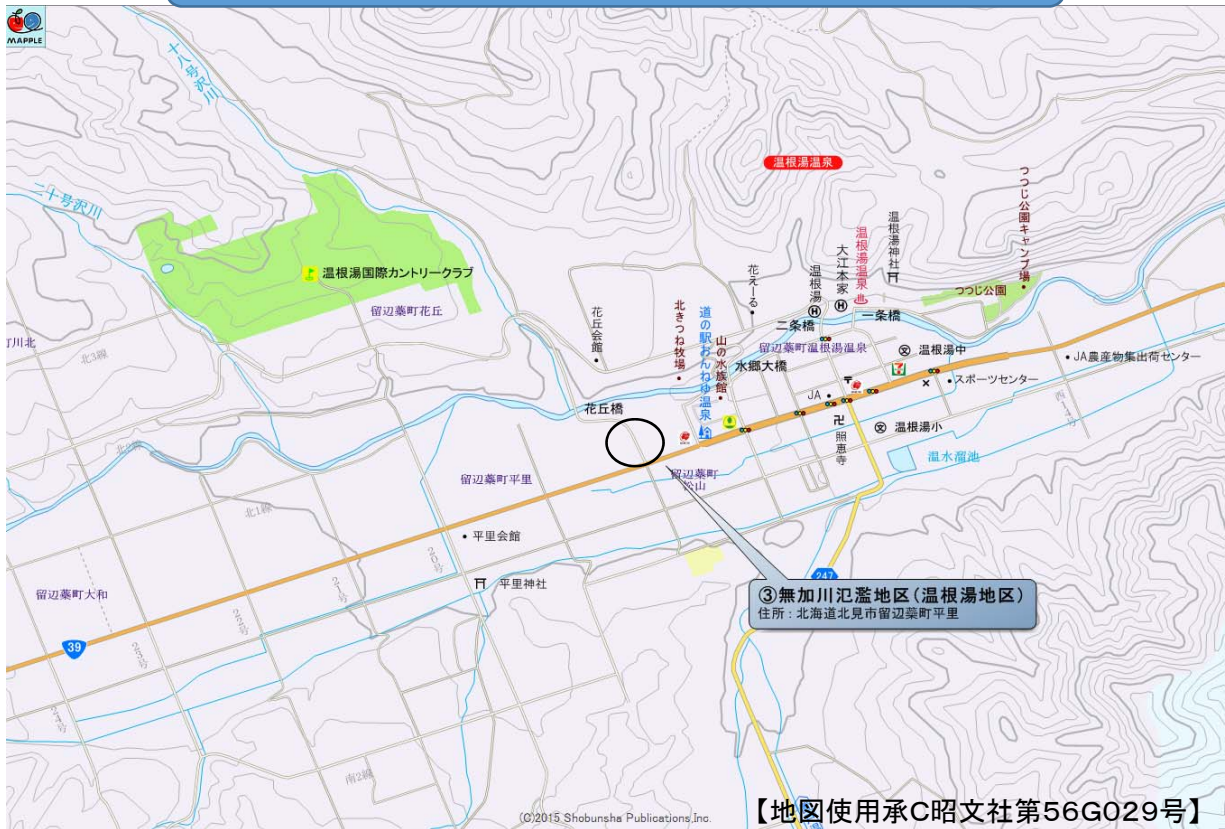 MAPPLE
十八号沢川
二十号沢川
温根湯温泉
つつじ公園キャンプ場
温根湯国際カントリークラブ
留辺蘂町花丘
花丘会館
北きつね牧場
道の駅おんねゆ温泉
山の水族館
花えーる
温根湯
大江本家
温根湯温泉
温根湯神社
つつじ公園
二条橋
一条橋
留辺蘂町温根湯温泉
水郷大橋
温根湯中
JA農産物集出荷センター
スポーツセンター
JA
西14号
北3線
花丘橋
照恵寺
温根湯小
温水溜池
北2線
留辺蘂町平里
留辺蘂町
松山
北1線
平里会館
平里神社
247
③無加川氾濫地区(温根湯地区)
住所:北海道北見市留辺蘂町平里
留辺蘂町大和
39
南2線
(C)2015 Shobunsha Publications,Inc.
【地図使用承C昭文社第56G029号】